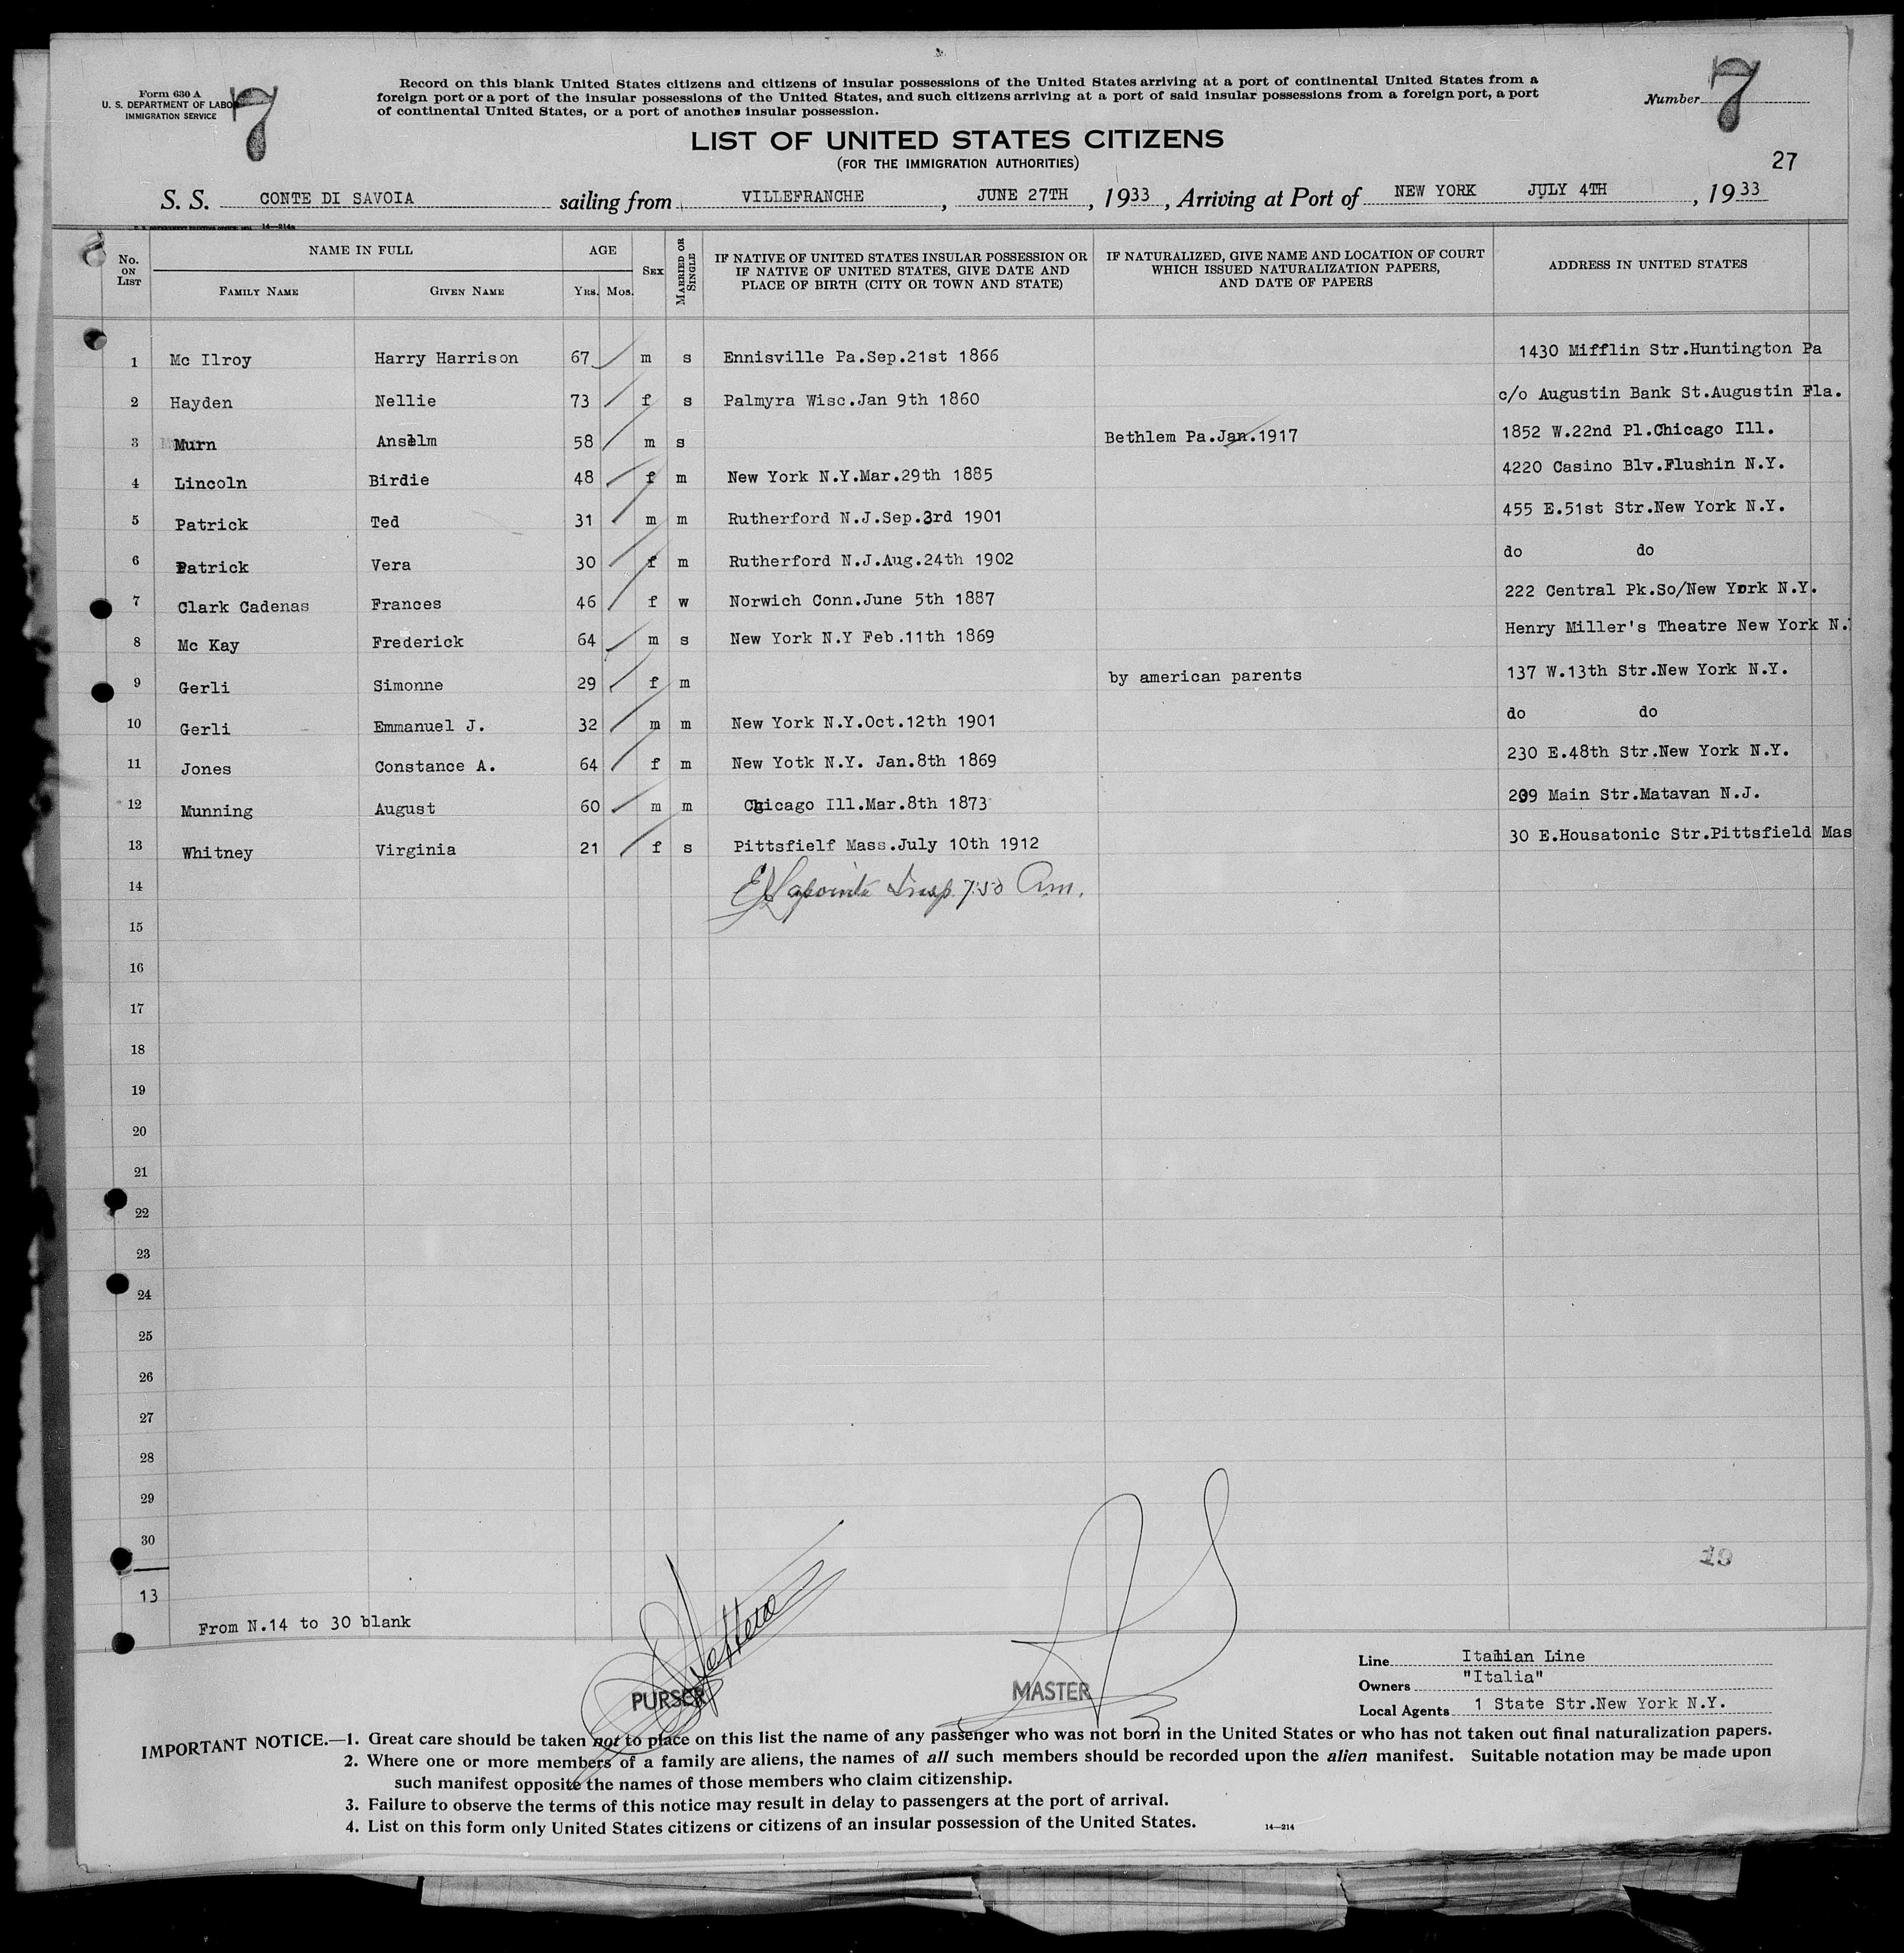 Form 630 A
U. S. DEPARTMENT OF LABOR
IMMIGRATION SERVICE
7
Record on this blank United States citizens and citizens of insular possessions of the United States arriving at a port of continental United States from a
foreign port or a port of the insular possessions of the United States, and such citizens arriving at a port of said insular possessions from a foreign port, a port
of continental United States, or a port of another insular possession.
Number 7
LIST OF UNITED STATES CITIZENS
(FOR THE IMMIGRATION AUTHORITIES)
27
S. S. CONTE DI SAVOIA sailing from VILLEFRANCHE, JUNE 27TH, 1933, Arriving at Port of NEW YORK JULY 4TH, 1933
14—214a
No. ON LIST NAME IN FULL FAMILY NAME GIVEN NAME AGE YRS. MOS. SEX MARRIED OR SINGLE IF NATIVE OF UNITED STATES INSULAR POSSESSION OR IF NATIVE OF UNITED STATES, GIVE DATE AND PLACE OF BIRTH (CITY OR TOWN AND STATE) IF NATURALIZED, GIVE NAME AND LOCATION OF COURT WHICH ISSUED NATURALIZATION PAPERS, AND DATE OF PAPERS ADDRESS IN UNITED STATES
1 Mc Ilroy Harry Harrison 67 m s Ennisville Pa.Sep.21st 1866 1430 Mifflin Str.Huntington Pa
2 Hayden Nellie 73 f s Palmyra Wisc.Jan 9th 1860 c/o Augustin Bank St.Augustin Fla.
3 Murn Anselm 58 m s Bethlem Pa.Jan.1917 1852 W.22nd Pl.Chicago Ill.
4 Lincoln Birdie 48 f m New York N.Y.Mar.29th 1885 4220 Casino Blv.Flushin N.Y.
5 Patrick Ted 31 m m Rutherford N.J.Sep.3rd 1901 455 E.51st Str.New York N.Y.
6 Patrick Vera 30 f m Rutherford N.J.Aug.24th 1902 do do
7 Clark Cadenas Frances 46 f w Norwich Conn.June 5th 1887 222 Central Pk.So/New York N.Y.
8 Mc Kay Frederick 64 m s New York N.Y Feb.11th 1869 Henry Miller's Theatre New York N.
9 Gerli Simonne 29 f m by american parents 137 W.13th Str.New York N.Y.
10 Gerli Emmanuel J. 32 m m New York N.Y.Oct.12th 1901 do do
11 Jones Constance A. 64 f m New Yotk N.Y. Jan.8th 1869 230 E.48th Str.New York N.Y.
12 Munning August 60 m m Chicago Ill.Mar.8th 1873 209 Main Str.Matavan N.J.
13 Whitney Virginia 21 f s Pittsfielf Mass.July 10th 1912 30 E.Housatonic Str.Pittsfield Mas
14 Lapointe Insp. 7:50 Am.
15
16
17
18
19
20
21
22
23
24
25
26
27
28
29
30
13
From N.14 to 30 blank
PURSER
MASTER
Line Italian Line
Owners "Italia"
Local Agents 1 State Str.New York N.Y.
IMPORTANT NOTICE.—1. Great care should be taken not to place on this list the name of any passenger who was not born in the United States or who has not taken out final naturalization papers.
2. Where one or more members of a family are aliens, the names of all such members should be recorded upon the alien manifest. Suitable notation may be made upon
such manifest opposite the names of those members who claim citizenship.
3. Failure to observe the terms of this notice may result in delay to passengers at the port of arrival.
4. List on this form only United States citizens or citizens of an insular possession of the United States.
14—214